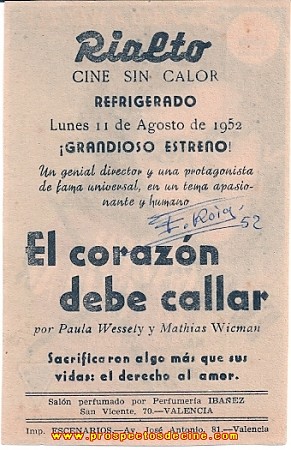 Rialto
CINE SIN CALOR
REFRIGERADO
Lunes 11 de Agosto de 1952
¡GRANDIOSO ESTRENO!
Un genial director y una protagonista
de fama universal, en un tema apasio-
nante y humano
F. Roig
52
El corazón
debe callar
por Paula Wessely y Mathias Wicman
Sacrificaron algo más que sus
vidas: el derecho al amor.
Salón perfumado por Perfumería IBAÑEZ
San Vicente, 70.—VALENCIA
Imp. ESCENARIOS.—Av. José Antonio, 81.—VALENCIA
www.prospectosdecine.com